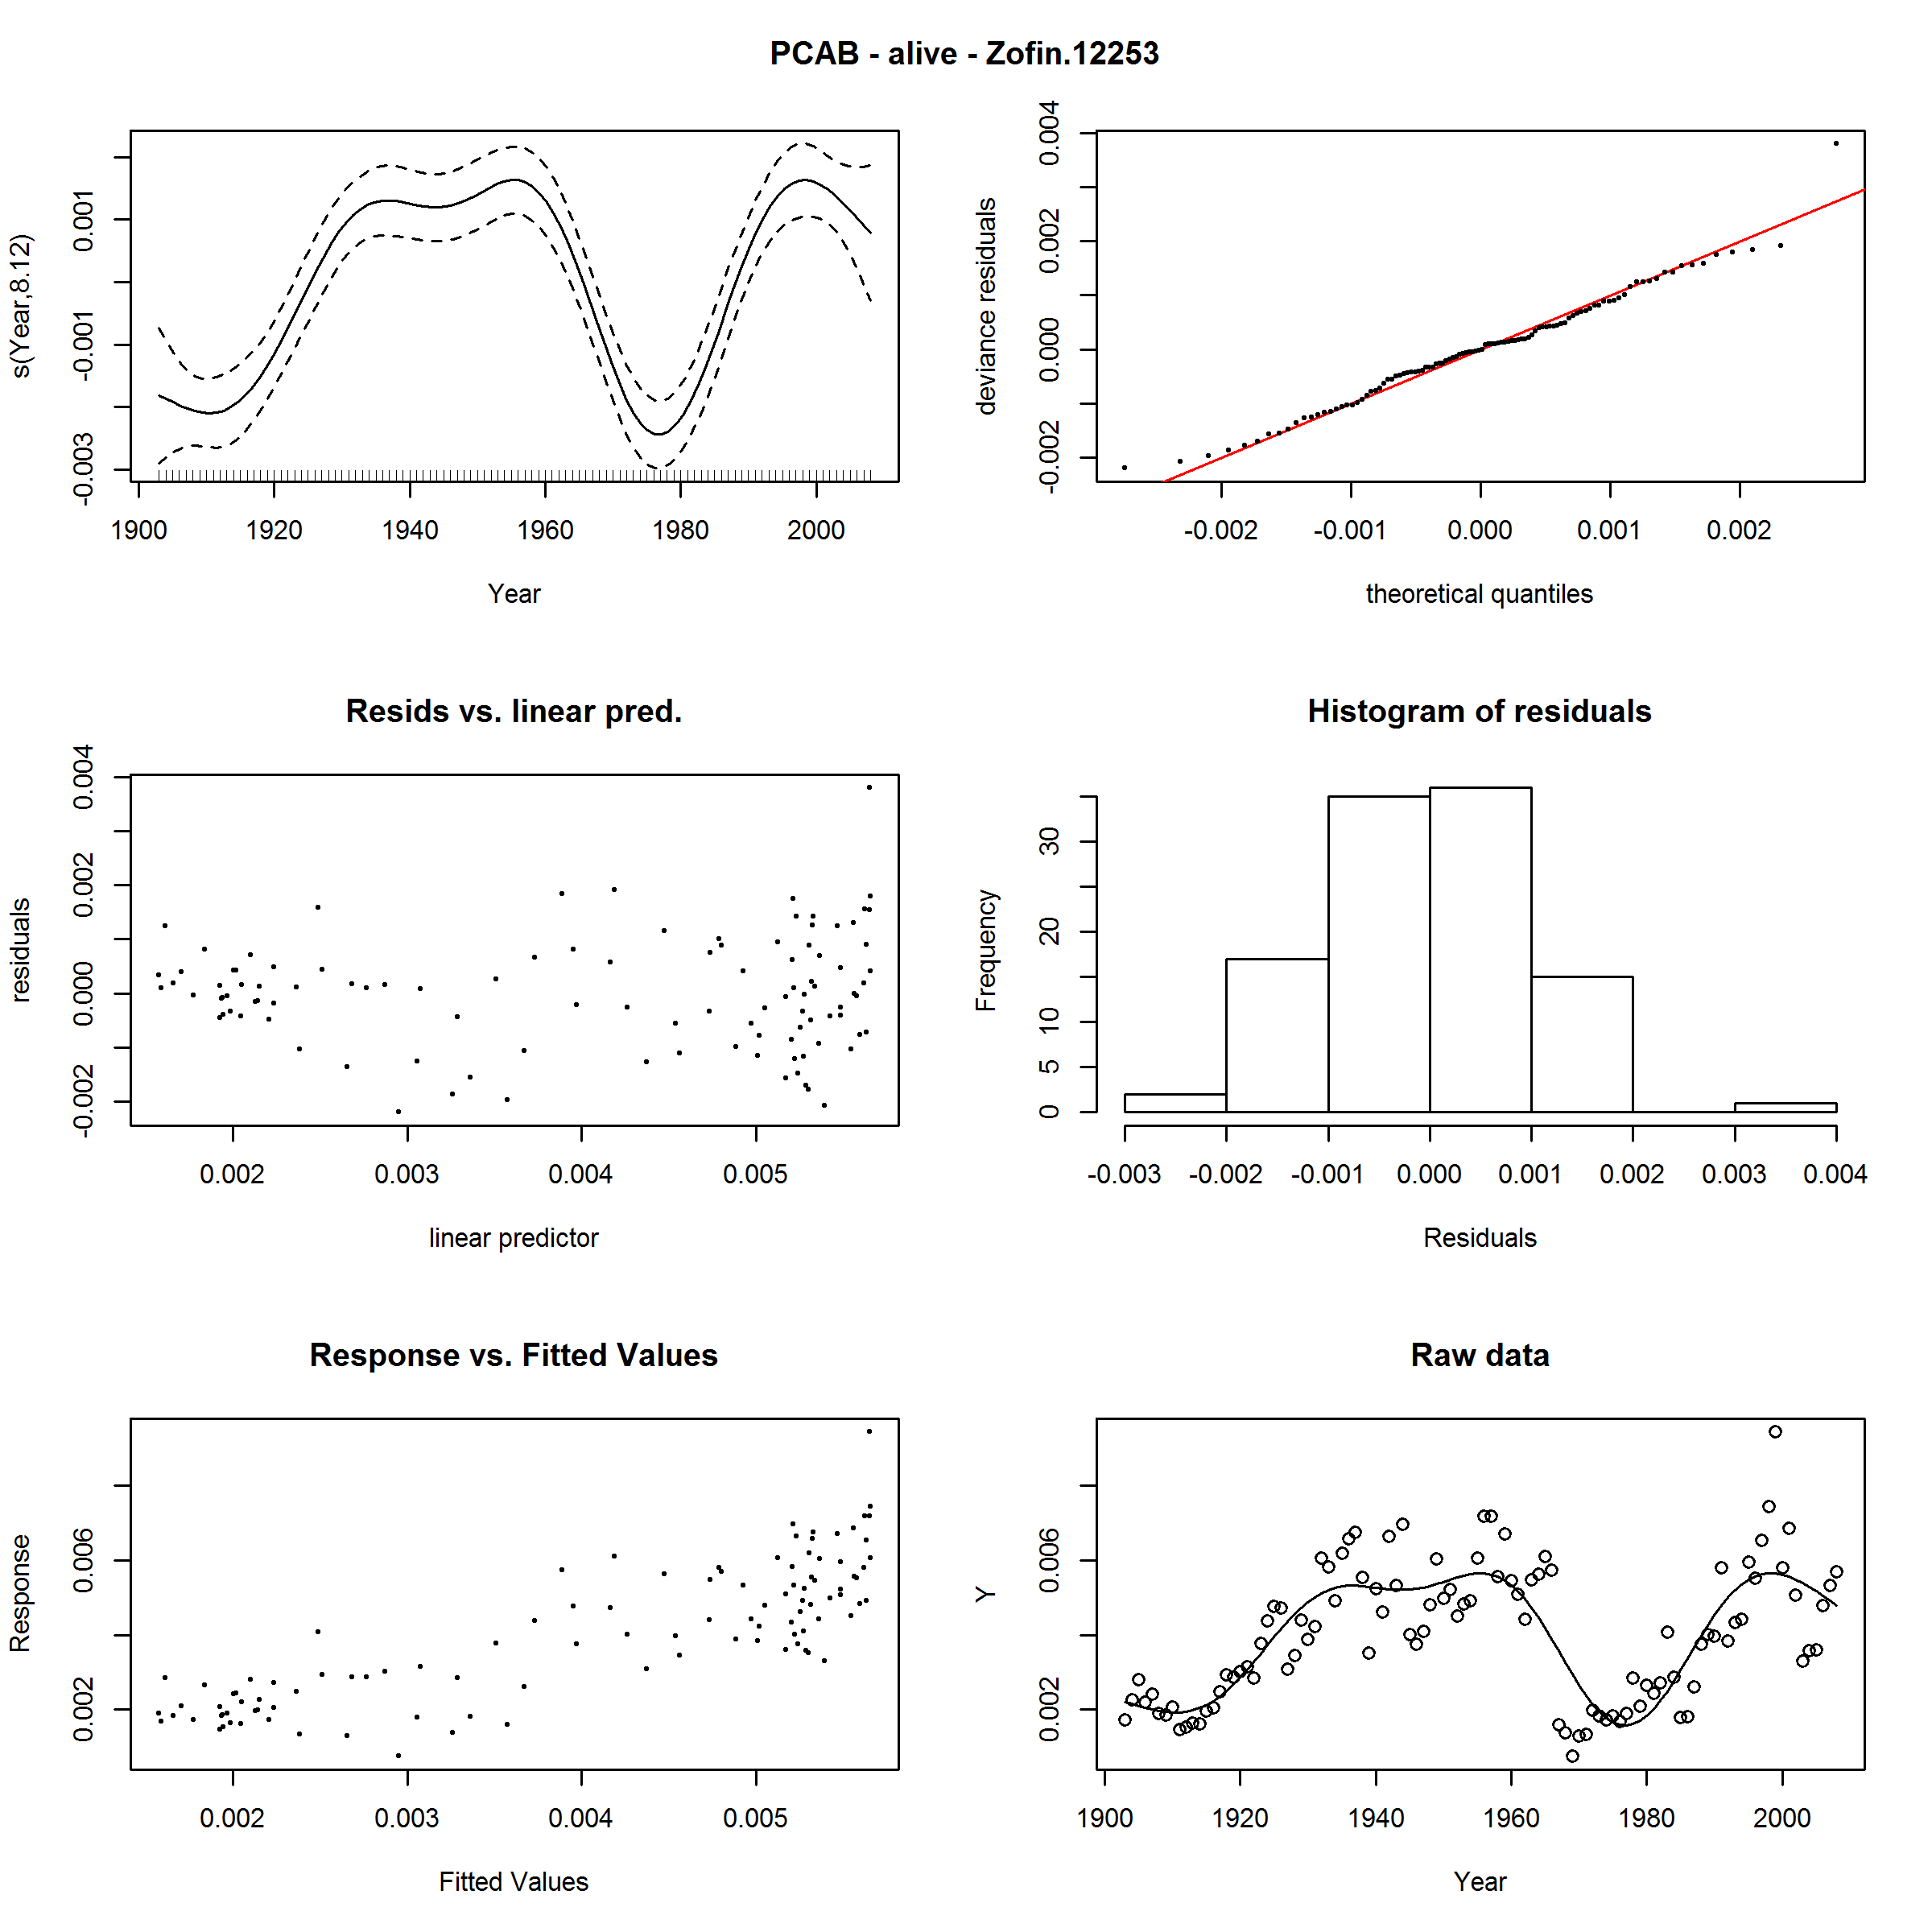 PCAB - alive - Zofin.12253
s(Year,8.12)
-0.003 -0.001 0.001
1900 1920 1940 1960 1980 2000
Year
deviance residuals
-0.002 0.000 0.002 0.004
-0.002 -0.001 0.000 0.001 0.002
theoretical quantiles
Resids vs. linear pred.
residuals
-0.002 0.000 0.002 0.004
0.002 0.003 0.004 0.005
linear predictor
Histogram of residuals
Frequency
0 5 10 20 30
-0.003 -0.002 -0.001 0.000 0.001 0.002 0.003 0.004
Residuals
Response vs. Fitted Values
Response
0.002 0.006
0.002 0.003 0.004 0.005
Fitted Values
Raw data
Y
0.002 0.006
1900 1920 1940 1960 1980 2000
Year